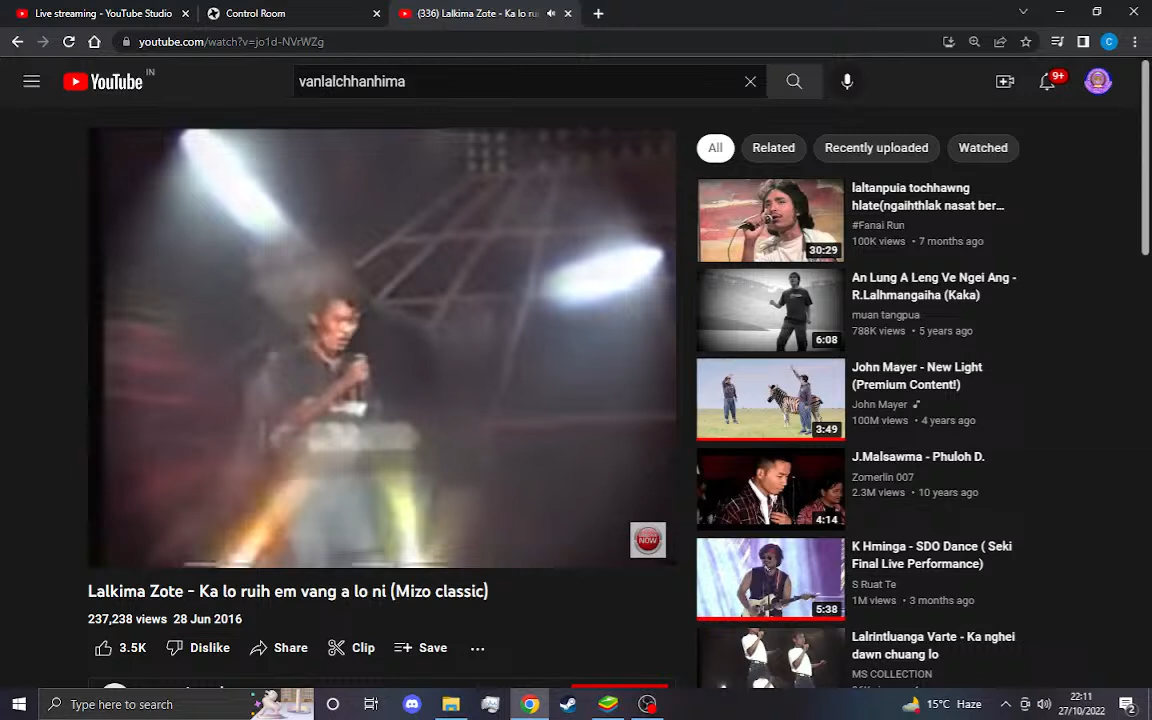 Live streaming - YouTube Studio
Control Room
(336) Lalkima Zote - Ka lo rui
youtube.com/watch?v=jo1d-NVrWZg
C
YouTube IN
vanlalchhanhima
9+
All
Related
Recently uploaded
Watched
laltanpuia tochhawng
hlate(ngaihthlak nasat ber…
#Fanai Run
100K views • 7 months ago
30:29
An Lung A Leng Ve Ngei Ang -
R.Lalhmangaiha (Kaka)
muan tangpua
788K views • 5 years ago
6:08
John Mayer - New Light
(Premium Content!)
John Mayer
100M views • 4 years ago
3:49
J.Malsawma - Phuloh D.
Zomerlin 007
2.3M views • 10 years ago
4:14
K Hminga - SDO Dance ( Seki
Final Live Performance)
S Ruat Te
1M views • 3 months ago
5:38
Lalrintluanga Varte - Ka nghei
dawn chuang lo
MS COLLECTION
NOW
Lalkima Zote - Ka lo ruih em vang a lo ni (Mizo classic)
237,238 views 28 Jun 2016
3.5K
Dislike
Share
Clip
Save
Type here to search
15°C Haze
22:11
27/10/2022
2